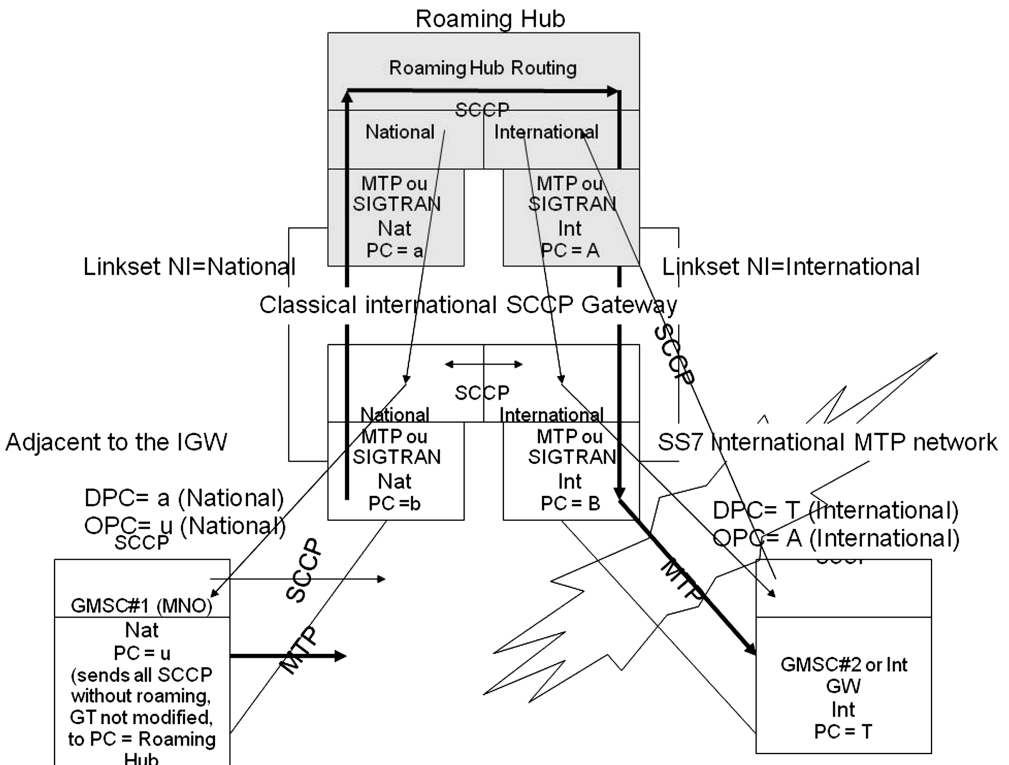 Roaming Hub
Roaming Hub Routing
SCCP
National
International
MTP ou
SIGTRAN
Nat
PC = a
MTP ou
SIGTRAN
Int
PC = A
Linkset NI=National
Linkset NI=International
Classical international SCCP Gateway
SCCP
SCCP
National
International
MTP ou
SIGTRAN
Nat
PC =b
MTP ou
SIGTRAN
Int
PC = B
Adjacent to the IGW
SS7 International MTP network
DPC= a (National)
OPC= u (National)
SCCP
DPC= T (International)
OPC= A (International)
SCCP
MTP
MTP
GMSC#1 (MNO)
Nat
PC = u
(sends all SCCP
without roaming,
GT not modified,
to PC = Roaming
Hub
GMSC#2 or Int
GW
Int
PC = T